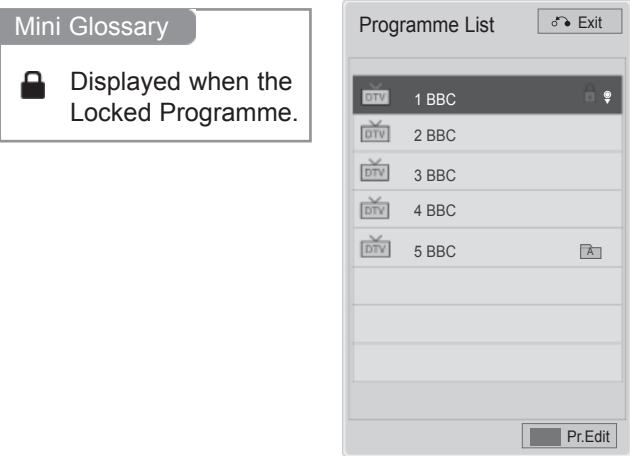 Mini Glossary
Displayed when the
Locked Programme.
Programme List
Exit
DTV 1 BBC
DTV 2 BBC
DTV 3 BBC
DTV 4 BBC
DTV 5 BBC A
Pr.Edit